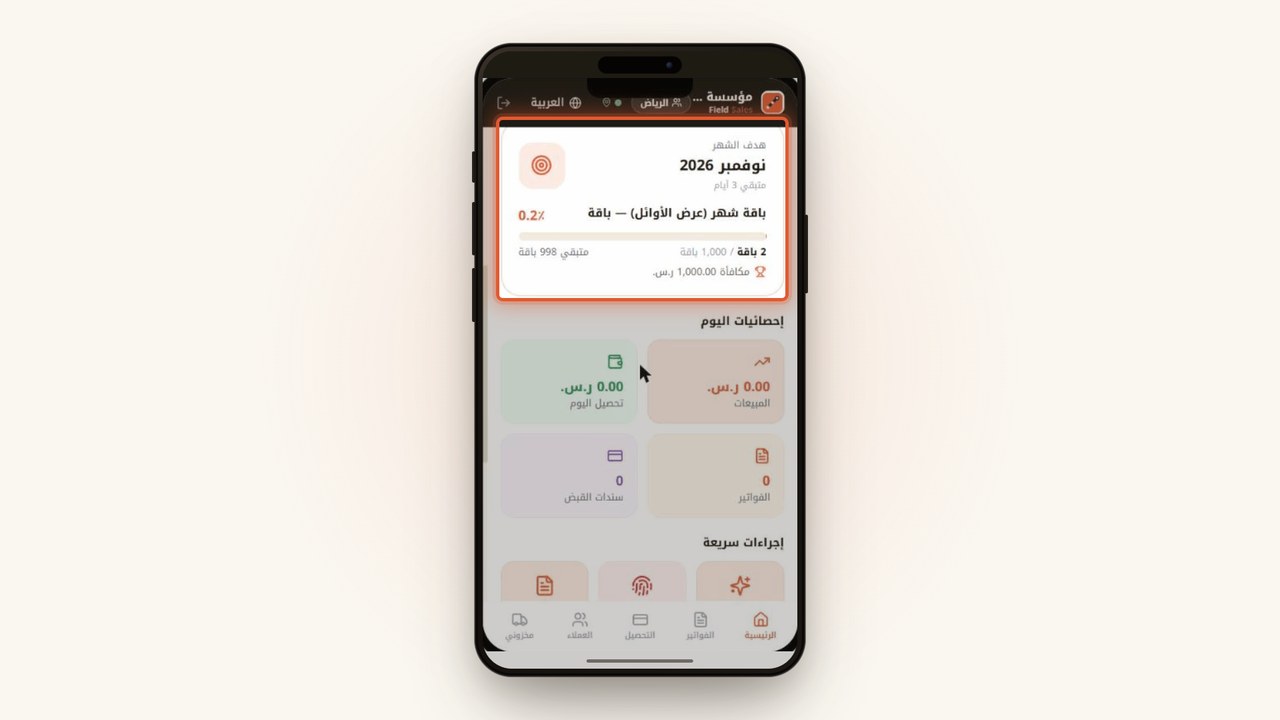 مؤسسة ...
Field Sales
الرياض
العربية
هدف الشهر
نوفمبر 2026
متبقي 3 أيام
باقة شهر (عرض الأوائل) — باقة
0.2٪
2 باقة / 1,000 باقة
متبقي 998 باقة
مكافأة 1,000.00 ر.س.
إحصائيات اليوم
0.00 ر.س.
المبيعات
0.00 ر.س.
تحصيل اليوم
0
الفواتير
0
سندات القبض
إجراءات سريعة
الرئيسية
الفواتير
التحصيل
العملاء
مخزوني